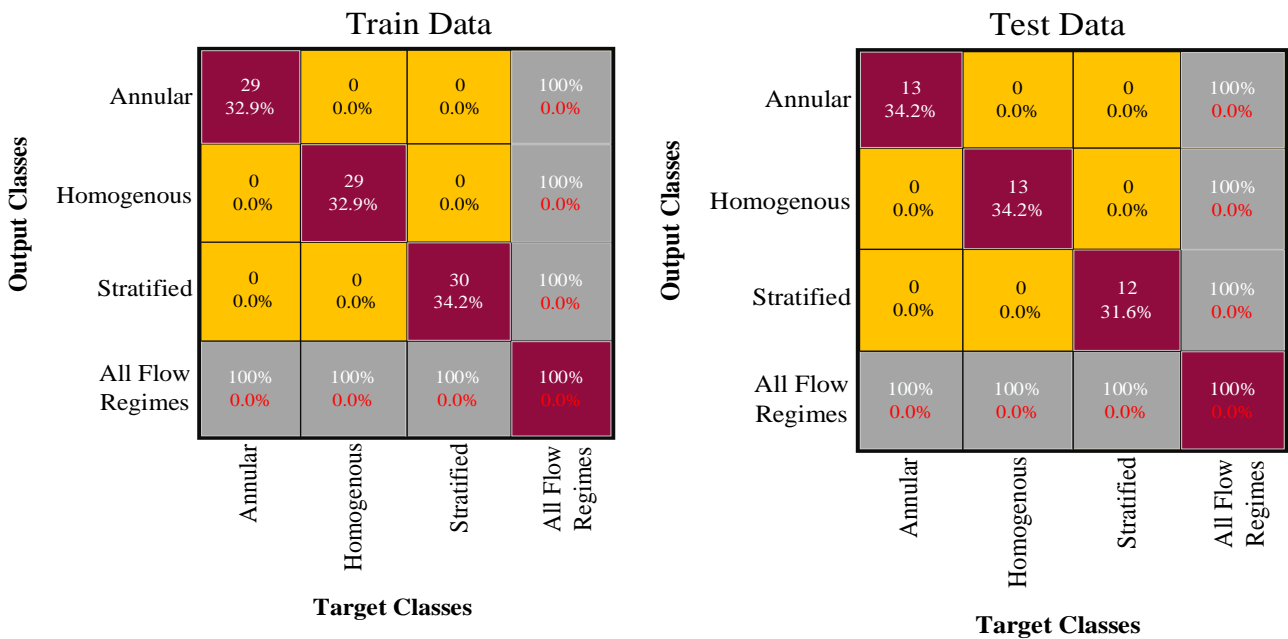 Train Data
Output Classes
Annular
29
32.9%
0
0.0%
0
0.0%
100%
0.0%
Homogenous
0
0.0%
29
32.9%
0
0.0%
100%
0.0%
Stratified
0
0.0%
0
0.0%
30
34.2%
100%
0.0%
All Flow
Regimes
100%
0.0%
100%
0.0%
100%
0.0%
100%
0.0%
Annular
Homogenous
Stratified
All Flow
Regimes
Target Classes
Test Data
Output Classes
Annular
13
34.2%
0
0.0%
0
0.0%
100%
0.0%
Homogenous
0
0.0%
13
34.2%
0
0.0%
100%
0.0%
Stratified
0
0.0%
0
0.0%
12
31.6%
100%
0.0%
All Flow
Regimes
100%
0.0%
100%
0.0%
100%
0.0%
100%
0.0%
Annular
Homogenous
Stratified
All Flow
Regimes
Target Classes